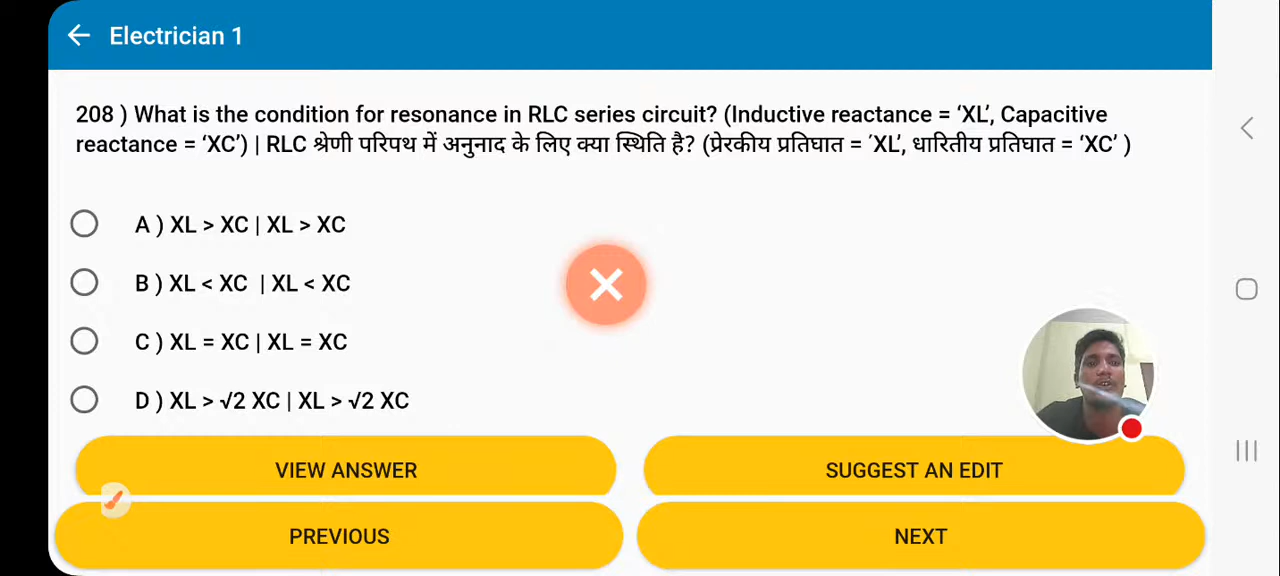 Electrician 1
208 ) What is the condition for resonance in RLC series circuit? (Inductive reactance = ‘XL’, Capacitive
reactance = ‘XC’) | RLC श्रेणी परिपथ में अनुनाद के लिए क्या स्थिति है? (प्रेरकीय प्रतिघात = ´XL’, धारितीय प्रतिघात = ‘XC’ )
A ) XL > XC | XL > XC
B ) XL < XC | XL < XC
C ) XL = XC | XL = XC
D ) XL > √2 XC | XL > √2 XC
VIEW ANSWER
SUGGEST AN EDIT
PREVIOUS
NEXT